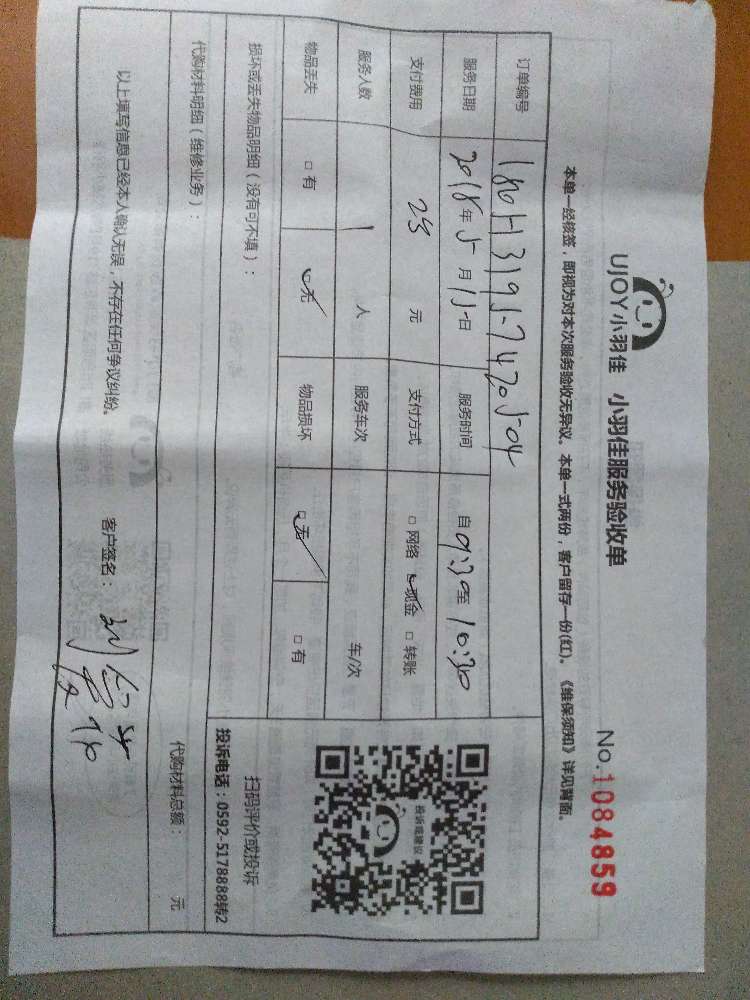 UJOY小羽佳 小羽佳服务验收单
No.1084859
本单一经核签，即视为对本次服务验收无异议。本单一式两份，客户留存一份(红)。《维保须知》详见背面。
订单编号
服务日期 2018年5月15日 服务时间 自9:30至10:30
支付费用 25元 支付方式 □网络 ☑现金 □转账
服务人数 1人 服务车次 车/次
物品丢失 □有 ☑无 物品损坏 ☑无 □有
投诉或建议
扫码评价或投诉
投诉电话：0592-5178888转2
损坏或丢失物品明细（没有可不填）：
代购材料明细（维修业务）： 代购材料总额： 元
以上填写信息已经本人确认无误，不存在任何争议纠纷。 客户签名：